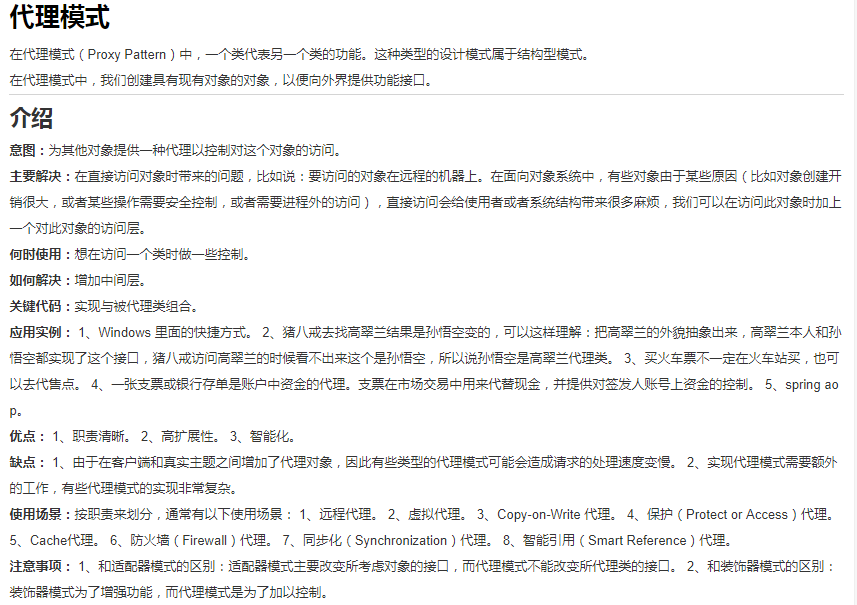 代理模式
在代理模式（Proxy Pattern）中，一个类代表另一个类的功能。这种类型的设计模式属于结构型模式。
在代理模式中，我们创建具有现有对象的对象，以便向外界提供功能接口。
介绍
意图：为其他对象提供一种代理以控制对这个对象的访问。
主要解决：在直接访问对象时带来的问题，比如说：要访问的对象在远程的机器上。在面向对象系统中，有些对象由于某些原因（比如对象创建开
销很大，或者某些操作需要安全控制，或者需要进程外的访问），直接访问会给使用者或者系统结构带来很多麻烦，我们可以在访问此对象时加上
一个对此对象的访问层。
何时使用：想在访问一个类时做一些控制。
如何解决：增加中间层。
关键代码：实现与被代理类组合。
应用实例： 1、Windows 里面的快捷方式。 2、猪八戒去找高翠兰结果是孙悟空变的，可以这样理解：把高翠兰的外貌抽象出来，高翠兰本人和孙
悟空都实现了这个接口，猪八戒访问高翠兰的时候看不出来这个是孙悟空，所以说孙悟空是高翠兰代理类。 3、买火车票不一定在火车站买，也可
以去代售点。 4、一张支票或银行存单是账户中资金的代理。支票在市场交易中用来代替现金，并提供对签发人账号上资金的控制。 5、spring ao
p。
优点： 1、职责清晰。 2、高扩展性。 3、智能化。
缺点： 1、由于在客户端和真实主题之间增加了代理对象，因此有些类型的代理模式可能会造成请求的处理速度变慢。 2、实现代理模式需要额外
的工作，有些代理模式的实现非常复杂。
使用场景：按职责来划分，通常有以下使用场景： 1、远程代理。 2、虚拟代理。 3、Copy-on-Write 代理。 4、保护（Protect or Access）代理。
5、Cache代理。 6、防火墙（Firewall）代理。 7、同步化（Synchronization）代理。 8、智能引用（Smart Reference）代理。
注意事项： 1、和适配器模式的区别：适配器模式主要改变所考虑对象的接口，而代理模式不能改变所代理类的接口。 2、和装饰器模式的区别：
装饰器模式为了增强功能，而代理模式是为了加以控制。